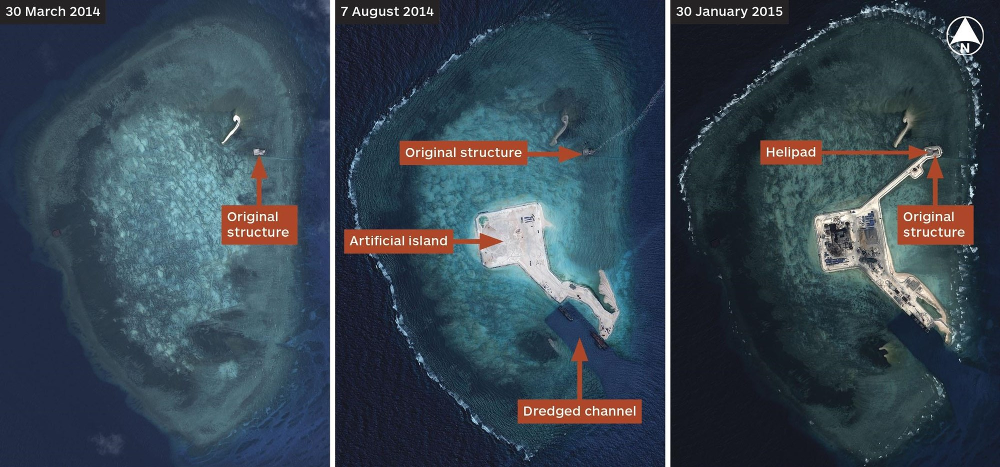 30 March 2014
Original
structure
7 August 2014
Original structure
Artificial island
Dredged channel
30 January 2015
N
Helipad
Original
structure